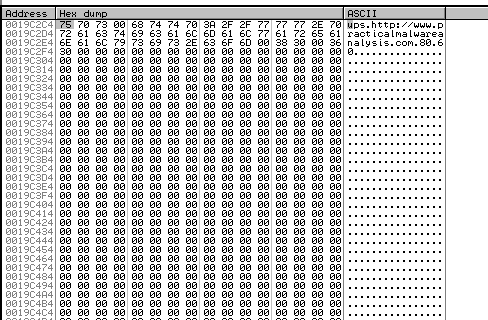 Address Hex dump ASCII
0019C2C4 75 70 73 00 68 74 74 70 3A 2F 2F 77 77 77 2E 70 ups.http://www.p
0019C2D4 72 61 63 74 69 63 61 6C 6D 61 6C 77 61 72 65 61 racticalmalwarea
0019C2E4 6E 61 6C 79 73 69 73 2E 63 6F 6D 00 38 30 00 36 nalysis.com.80.6
0019C2F4 30 00 00 00 00 00 00 00 00 00 00 00 00 00 00 00 0...............
0019C304 00 00 00 00 00 00 00 00 00 00 00 00 00 00 00 00 ................
0019C314 00 00 00 00 00 00 00 00 00 00 00 00 00 00 00 00 ................
0019C324 00 00 00 00 00 00 00 00 00 00 00 00 00 00 00 00 ................
0019C334 00 00 00 00 00 00 00 00 00 00 00 00 00 00 00 00 ................
0019C344 00 00 00 00 00 00 00 00 00 00 00 00 00 00 00 00 ................
0019C354 00 00 00 00 00 00 00 00 00 00 00 00 00 00 00 00 ................
0019C364 00 00 00 00 00 00 00 00 00 00 00 00 00 00 00 00 ................
0019C374 00 00 00 00 00 00 00 00 00 00 00 00 00 00 00 00 ................
0019C384 00 00 00 00 00 00 00 00 00 00 00 00 00 00 00 00 ................
0019C394 00 00 00 00 00 00 00 00 00 00 00 00 00 00 00 00 ................
0019C3A4 00 00 00 00 00 00 00 00 00 00 00 00 00 00 00 00 ................
0019C3B4 00 00 00 00 00 00 00 00 00 00 00 00 00 00 00 00 ................
0019C3C4 00 00 00 00 00 00 00 00 00 00 00 00 00 00 00 00 ................
0019C3D4 00 00 00 00 00 00 00 00 00 00 00 00 00 00 00 00 ................
0019C3E4 00 00 00 00 00 00 00 00 00 00 00 00 00 00 00 00 ................
0019C3F4 00 00 00 00 00 00 00 00 00 00 00 00 00 00 00 00 ................
0019C404 00 00 00 00 00 00 00 00 00 00 00 00 00 00 00 00 ................
0019C414 00 00 00 00 00 00 00 00 00 00 00 00 00 00 00 00 ................
0019C424 00 00 00 00 00 00 00 00 00 00 00 00 00 00 00 00 ................
0019C434 00 00 00 00 00 00 00 00 00 00 00 00 00 00 00 00 ................
0019C444 00 00 00 00 00 00 00 00 00 00 00 00 00 00 00 00 ................
0019C454 00 00 00 00 00 00 00 00 00 00 00 00 00 00 00 00 ................
0019C464 00 00 00 00 00 00 00 00 00 00 00 00 00 00 00 00 ................
0019C474 00 00 00 00 00 00 00 00 00 00 00 00 00 00 00 00 ................
0019C484 00 00 00 00 00 00 00 00 00 00 00 00 00 00 00 00 ................
0019C494 00 00 00 00 00 00 00 00 00 00 00 00 00 00 00 00 ................
0019C4A4 00 00 00 00 00 00 00 00 00 00 00 00 00 00 00 00 ................
0019C4B4 00 00 00 00 00 00 00 00 00 00 00 00 00 00 00 00 ................